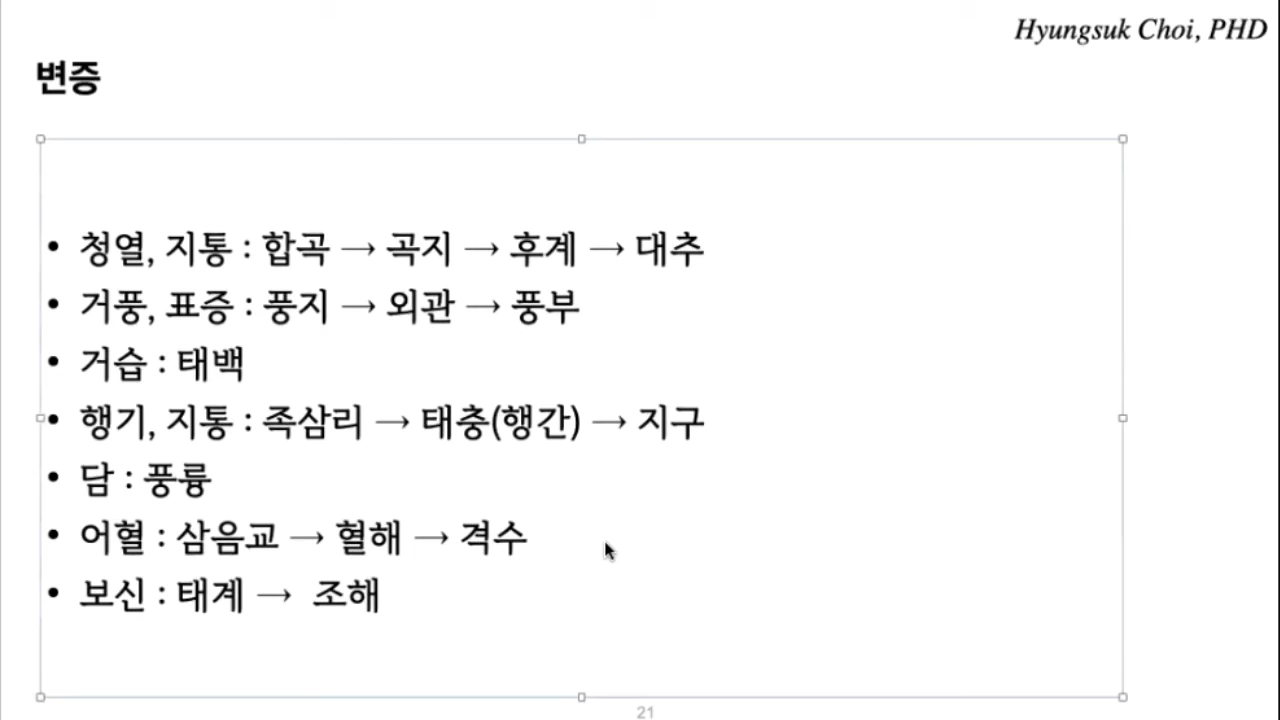 Hyungsuk Choi, PHD
변증
• 청열, 지통 : 합곡 → 곡지 → 후계 → 대추
• 거풍, 표증 : 풍지 → 외관 → 풍부
• 거습 : 태백
• 행기, 지통 : 족삼리 → 태충(행간) → 지구
• 담 : 풍륭
• 어혈 : 삼음교 → 혈해 → 격수
• 보신 : 태계 → 조해
21